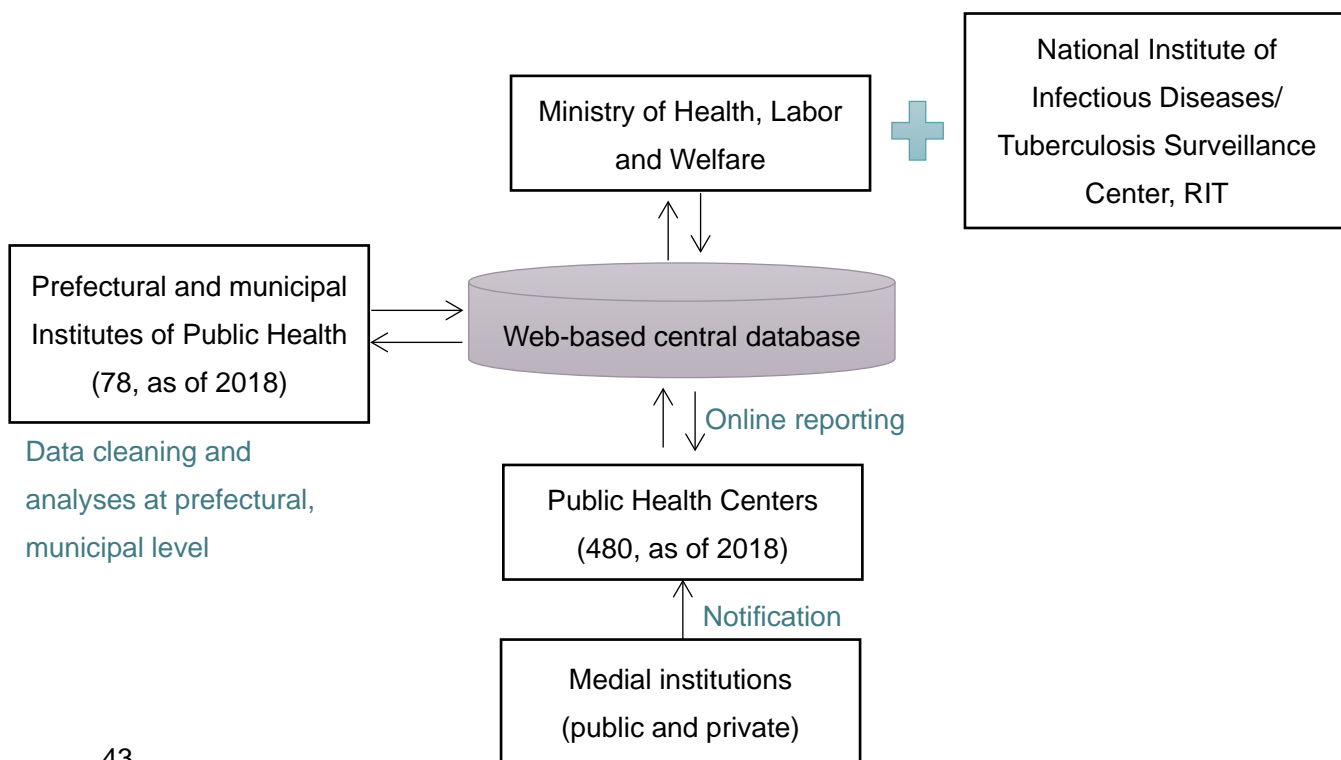 National Institute of
Infectious Diseases/
Tuberculosis Surveillance
Center, RIT
Ministry of Health, Labor
and Welfare
Prefectural and municipal
Institutes of Public Health
(78, as of 2018)
Web-based central database
Data cleaning and
analyses at prefectural,
municipal level
Online reporting
Public Health Centers
(480, as of 2018)
Notification
Medial institutions
(public and private)
43